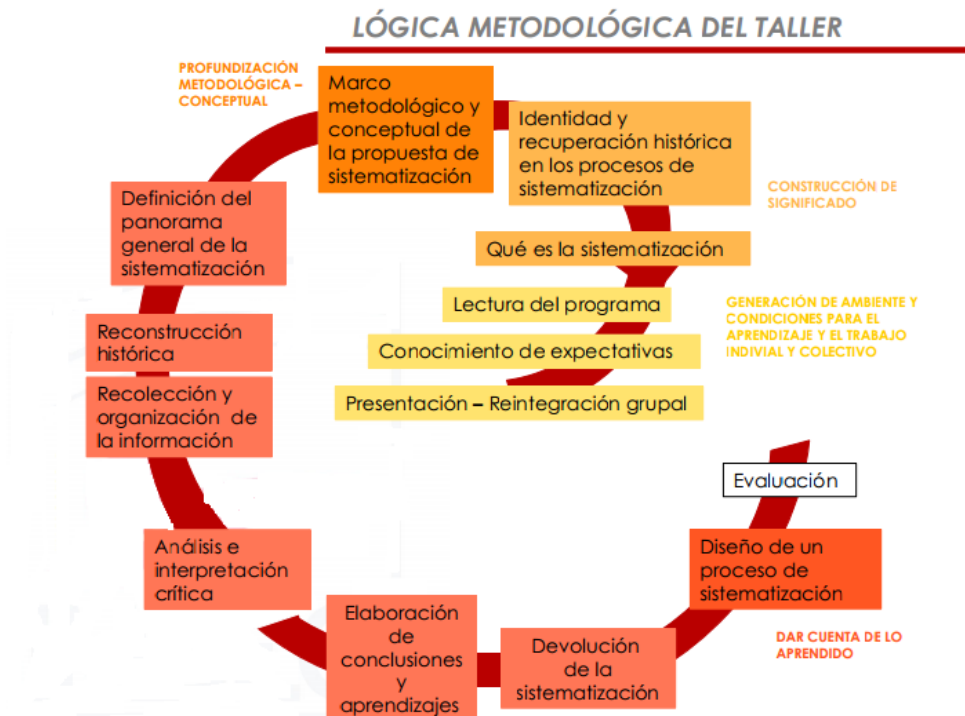 LÓGICA METODOLÓGICA DEL TALLER
PROFUNDIZACIÓN
METODOLÓGICA –
CONCEPTUAL
Marco
metodológico y
conceptual de
la propuesta de
sistematización
Identidad y
recuperación histórica
en los procesos de
sistematización
CONSTRUCCIÓN DE
SIGNIFICADO
Definición del
panorama
general de la
sistematización
Qué es la sistematización
Lectura del programa
GENERACIÓN DE AMBIENTE Y
CONDICIONES PARA EL
APRENDIZAJE Y EL TRABAJO
INDIVIAL Y COLECTIVO
Reconstrucción
histórica
Conocimiento de expectativas
Recolección y
organización de
la información
Presentación – Reintegración grupal
Evaluación
Análisis e
interpretación
crítica
Diseño de un
proceso de
sistematización
Elaboración
de
conclusiones
y
aprendizajes
Devolución
de la
sistematización
DAR CUENTA DE LO
APRENDIDO